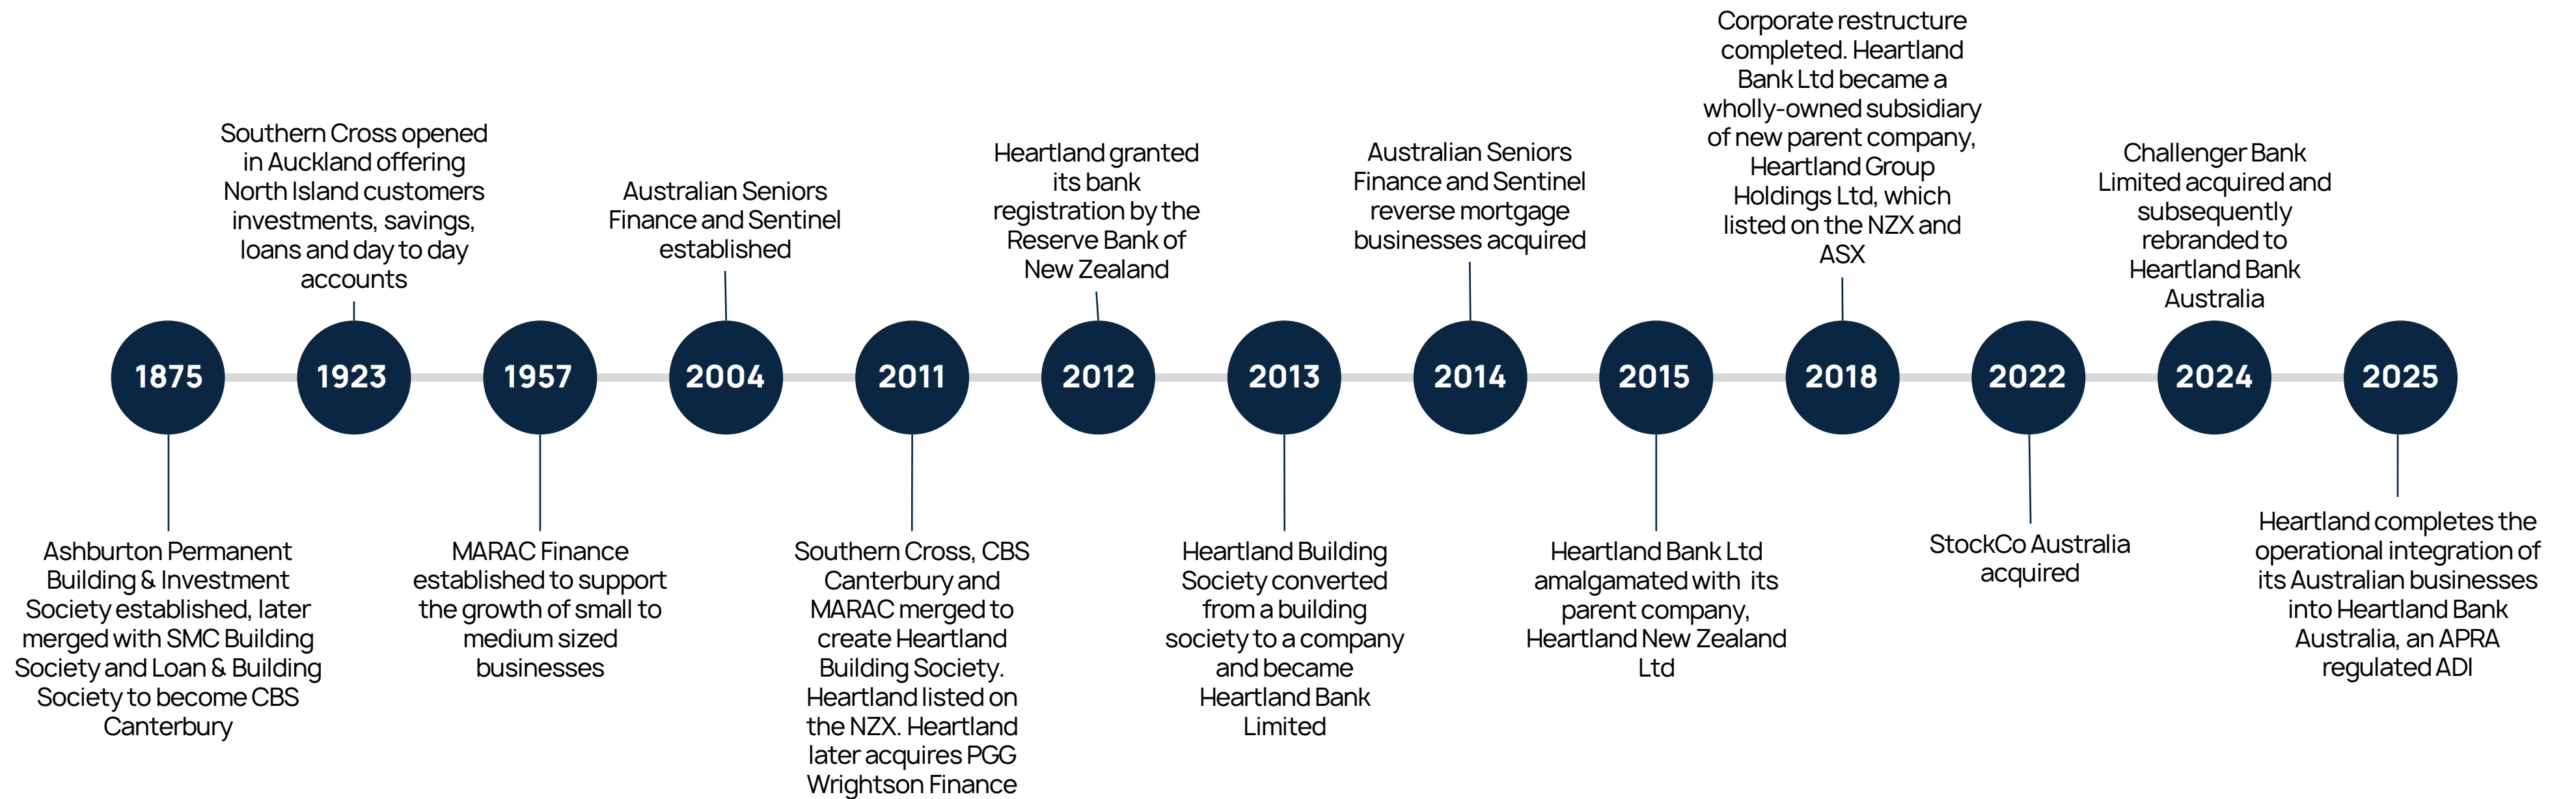 1875
Ashburton Permanent
Building & Investment
Society established, later
merged with SMC Building
Society and Loan & Building
Society to become CBS
Canterbury
Southern Cross opened
in Auckland offering
North Island customers
investments, savings,
loans and day to day
accounts
1923
1957
MARAC Finance
established to support
the growth of small to
medium sized
businesses
Australian Seniors
Finance and Sentinel
established
2004
2011
Southern Cross, CBS
Canterbury and
MARAC merged to
create Heartland
Building Society.
Heartland listed on
the NZX. Heartland
later acquires PGG
Wrightson Finance
Heartland granted
its bank
registration by the
Reserve Bank of
New Zealand
2012
2013
Heartland Building
Society converted
from a building
society to a company
and became
Heartland Bank
Limited
Australian Seniors
Finance and Sentinel
reverse mortgage
businesses acquired
2014
2015
Heartland Bank Ltd
amalgamated with its
parent company,
Heartland New Zealand
Ltd
Corporate restructure
completed. Heartland
Bank Ltd became a
wholly-owned subsidiary
of new parent company,
Heartland Group
Holdings Ltd, which
listed on the NZX and
ASX
2018
2022
StockCo Australia
acquired
Challenger Bank
Limited acquired and
subsequently
rebranded to
Heartland Bank
Australia
2024
2025
Heartland completes the
operational integration of
its Australian businesses
into Heartland Bank
Australia, an APRA
regulated ADI